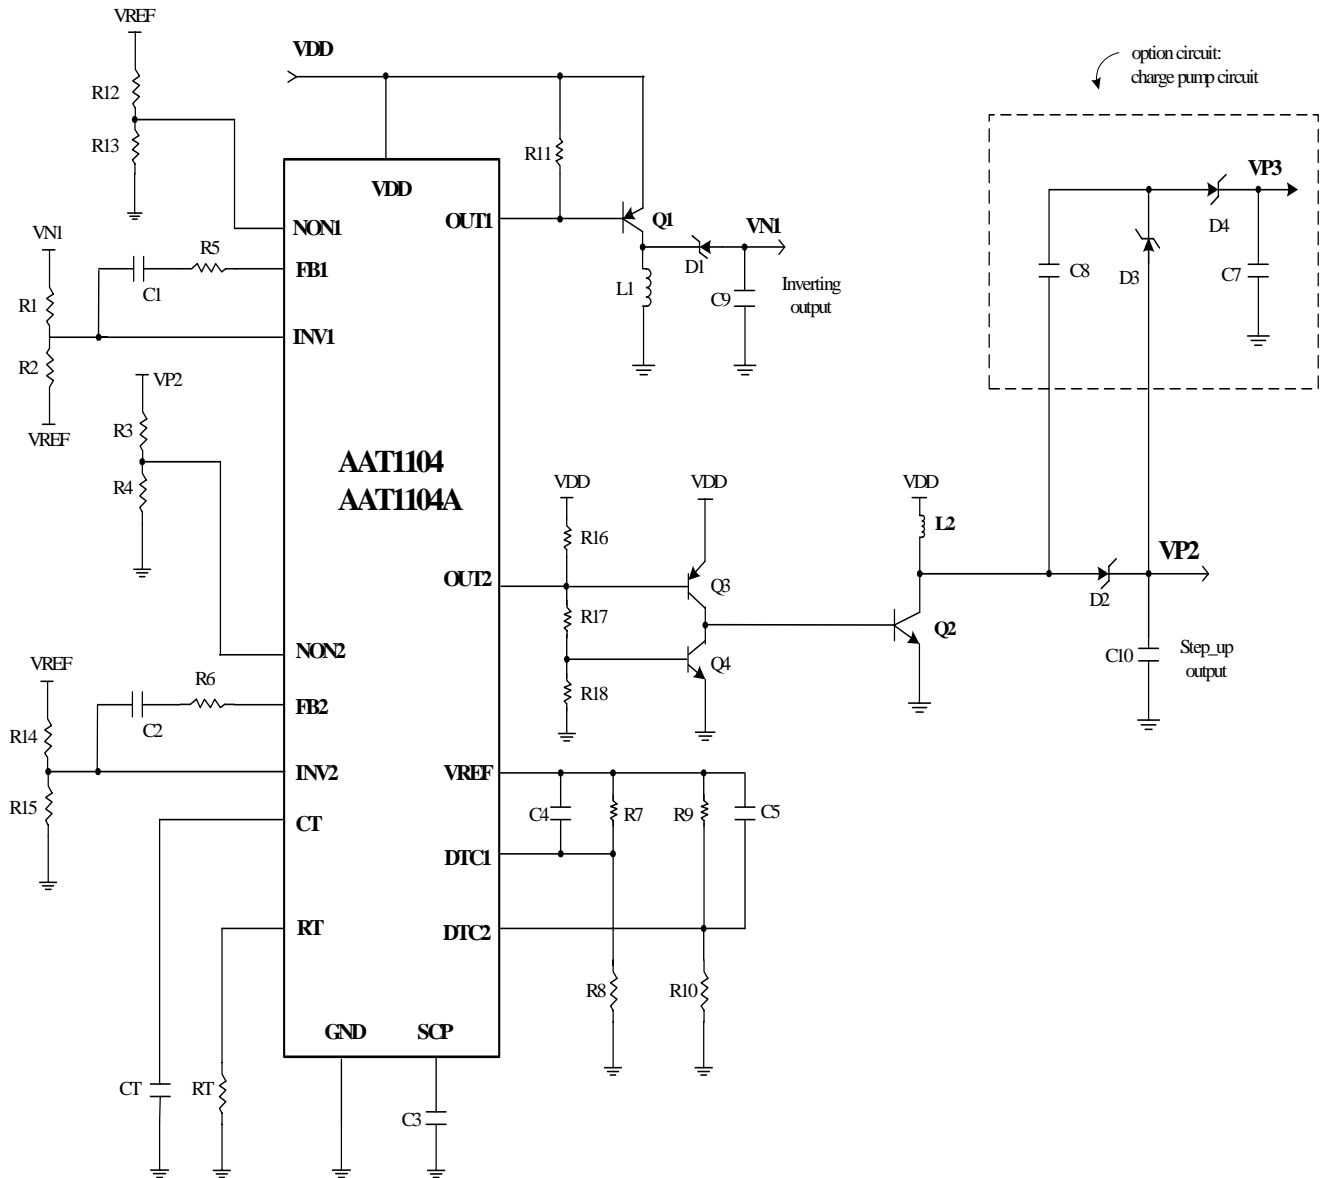 VREF
VDD
option circuit:
charge pump circuit
R12
R13
R11
VDD
VP3
NON1
OUT1
Q1
VN1
D4
VN1
R5
FB1
C1
D1
L1
C9
Inverting
output
C8
D3
C7
R1
INV1
R2
VP2
VREF
R3
R4
AAT1104
AAT1104A
VDD
VDD
VDD
R16
L2
OUT2
Q3
VP2
D2
R17
Q2
NON2
Q4
C10
Step_up
output
VREF
R6
FB2
R18
C2
R14
INV2
VREF
R15
C4
R7
R9
C5
CT
DTC1
RT
DTC2
R8
R10
GND
SCP
CT
RT
C3